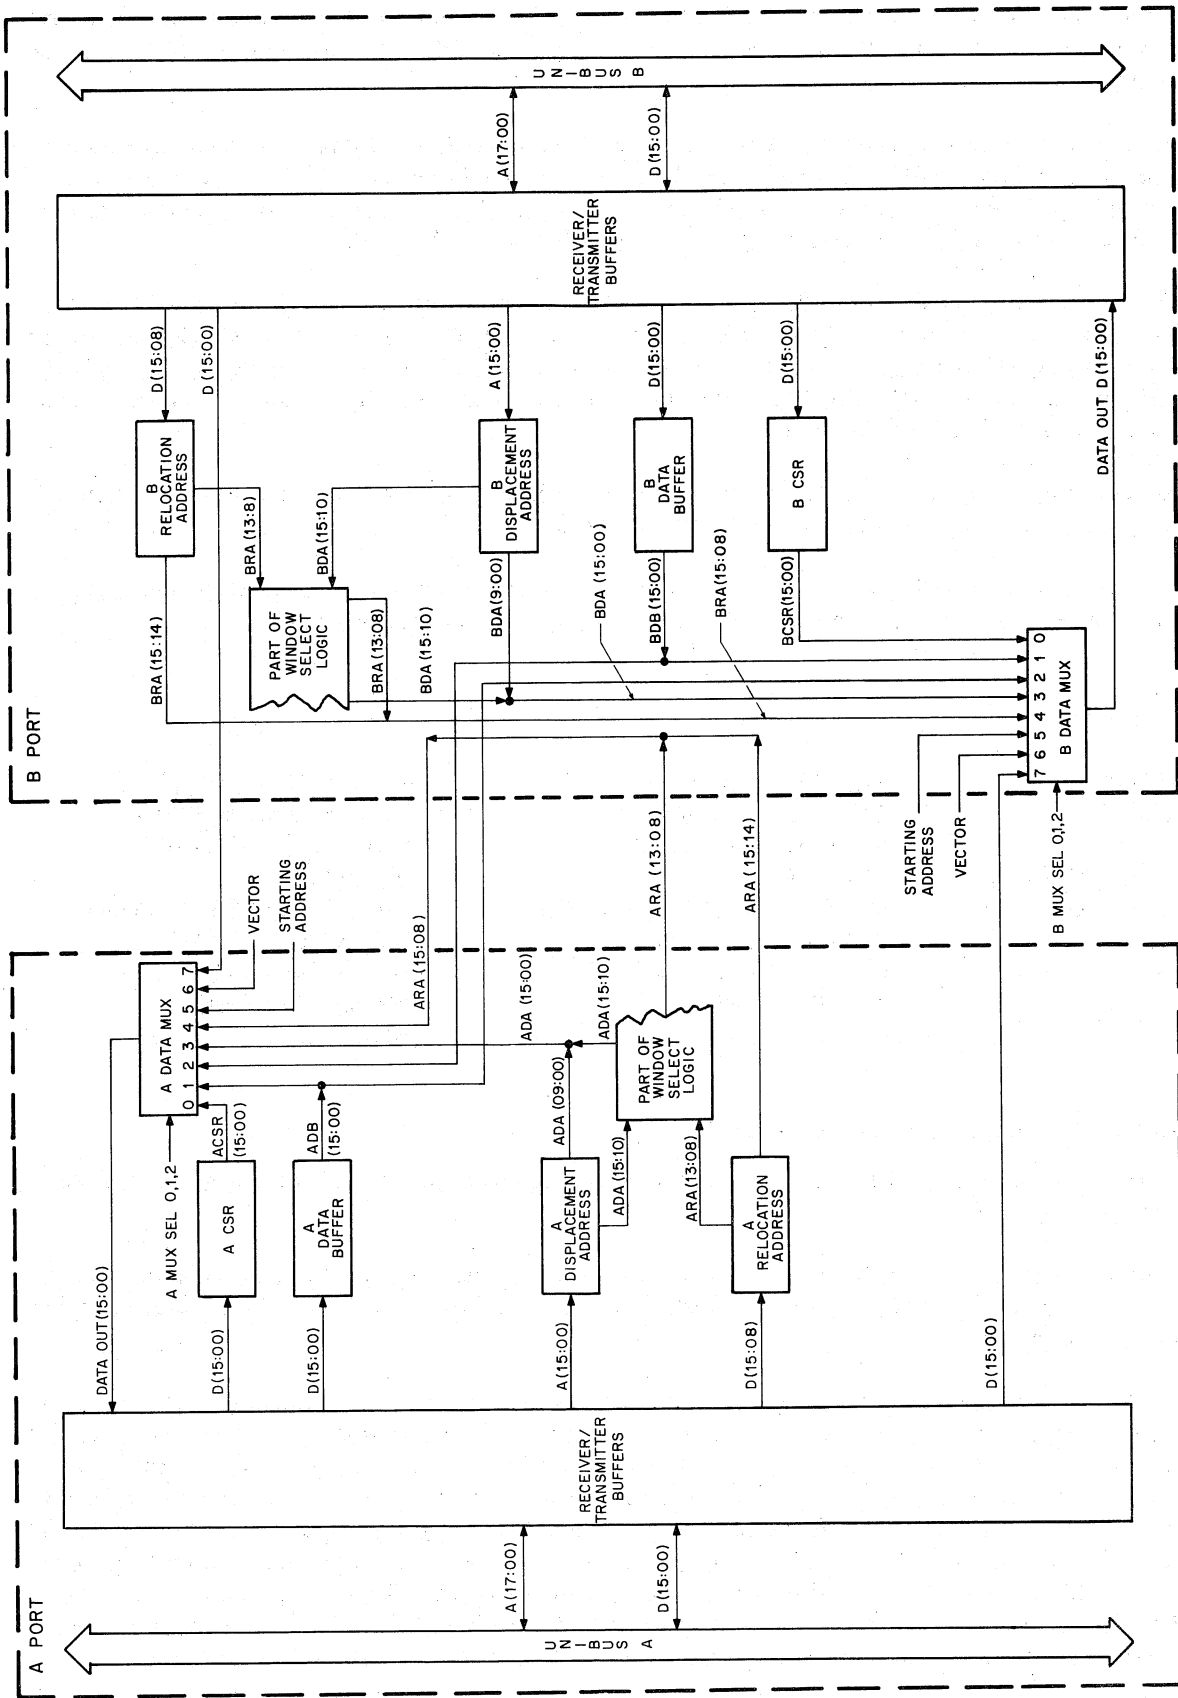 A PORT
UNIBUS A
A (17:00)
D (15:00)
RECEIVER/
TRANSMITTER
BUFFERS
DATA OUT (15:00)
D (15:00)
D (15:00)
A (15:00)
D (15:08)
D (15:00)
A MUX SEL 0,1,2
A CSR
A
DATA
BUFFER
A
DISPLACEMENT
ADDRESS
A
RELOCATION
ADDRESS
ACSR
(15:00)
ADB
(15:00)
ADA (09:00)
ADA (15:10)
ARA (13:08)
A DATA MUX
0 1 2 3 4 5 6 7
PART OF
WINDOW
SELECT
LOGIC
ADA (15:00)
ADA (15:10)
VECTOR
STARTING
ADDRESS
ARA (15:08)
ARA (13:08)
ARA (15:14)
STARTING
ADDRESS
VECTOR
B MUX SEL 0,1,2
B PORT
BRA (15:14)
PART OF
WINDOW
SELECT
LOGIC
BRA (13:08)
BDA (15:10)
BDA (9:00)
BDA (15:00)
BDB (15:00)
BRA (15:08)
BCSR (15:00)
7 6 5 4 3 2 1 0
B DATA MUX
BRA (13:8)
BDA (15:10)
B
RELOCATION
ADDRESS
B
DISPLACEMENT
ADDRESS
B
DATA
BUFFER
B CSR
D (15:08)
D (15:00)
A (15:00)
D (15:00)
D (15:00)
DATA OUT D (15:00)
RECEIVER/
TRANSMITTER
BUFFERS
A (17:00)
D (15:00)
UNIBUS B